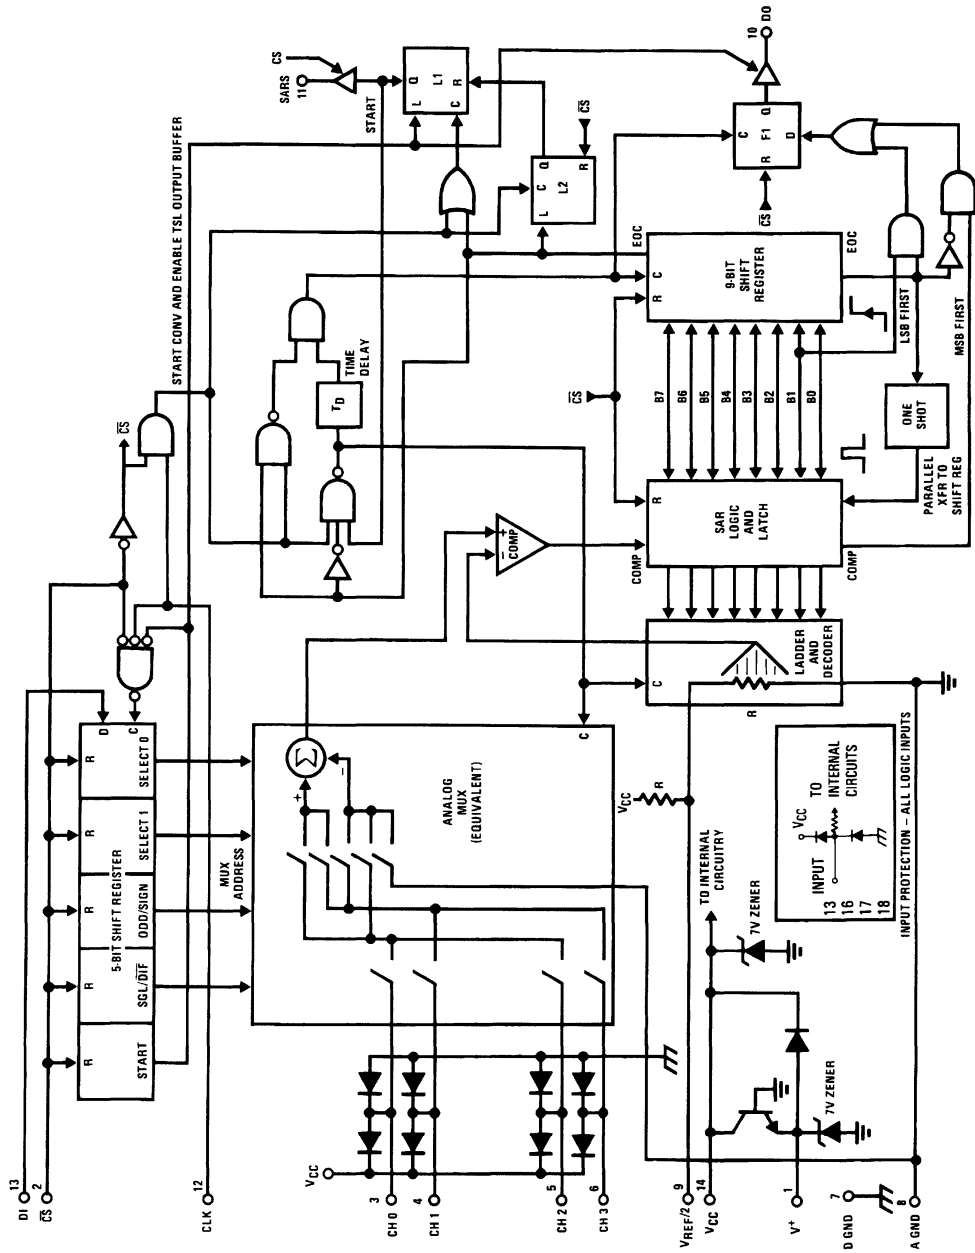 DI 13
CS 2
CLK 12
START
SGL/DIF
ODD/SIGN
SELECT 1
SELECT 0
R
R
R
R
R
D
C
5-BIT SHIFT REGISTER
MUX
ADDRESS
CS
START CONV AND ENABLE TSL OUTPUT BUFFER
SARS
11
CS
START
L
Q
L1
C
R
L
C
Q
L2
R
CS
TD
TIME
DELAY
VCC
CH 0 3
CH 1 4
CH 2 5
CH 3 6
ANALOG
MUX
(EQUIVALENT)
+
Σ
−
C
+
−
COMP
CS
EOC
C
R
9-BIT
SHIFT
REGISTER
EOC
B7
B6
B5
B4
B3
B2
B1
B0
R
COMP
SAR
LOGIC
AND
LATCH
COMP
C
R
LADDER
AND
DECODER
CS
C
R F1
Q
D
10
DO
LSB FIRST
MSB FIRST
ONE
SHOT
PARALLEL
XFR TO
SHIFT REG
VREF/2 9
VCC
R
VCC 14
TO INTERNAL
CIRCUITRY
7V ZENER
V+ 1
7V ZENER
D GND 7
A GND 8
INPUT
VCC
TO
INTERNAL
CIRCUITS
13
16
17
18
INPUT PROTECTION – ALL LOGIC INPUTS